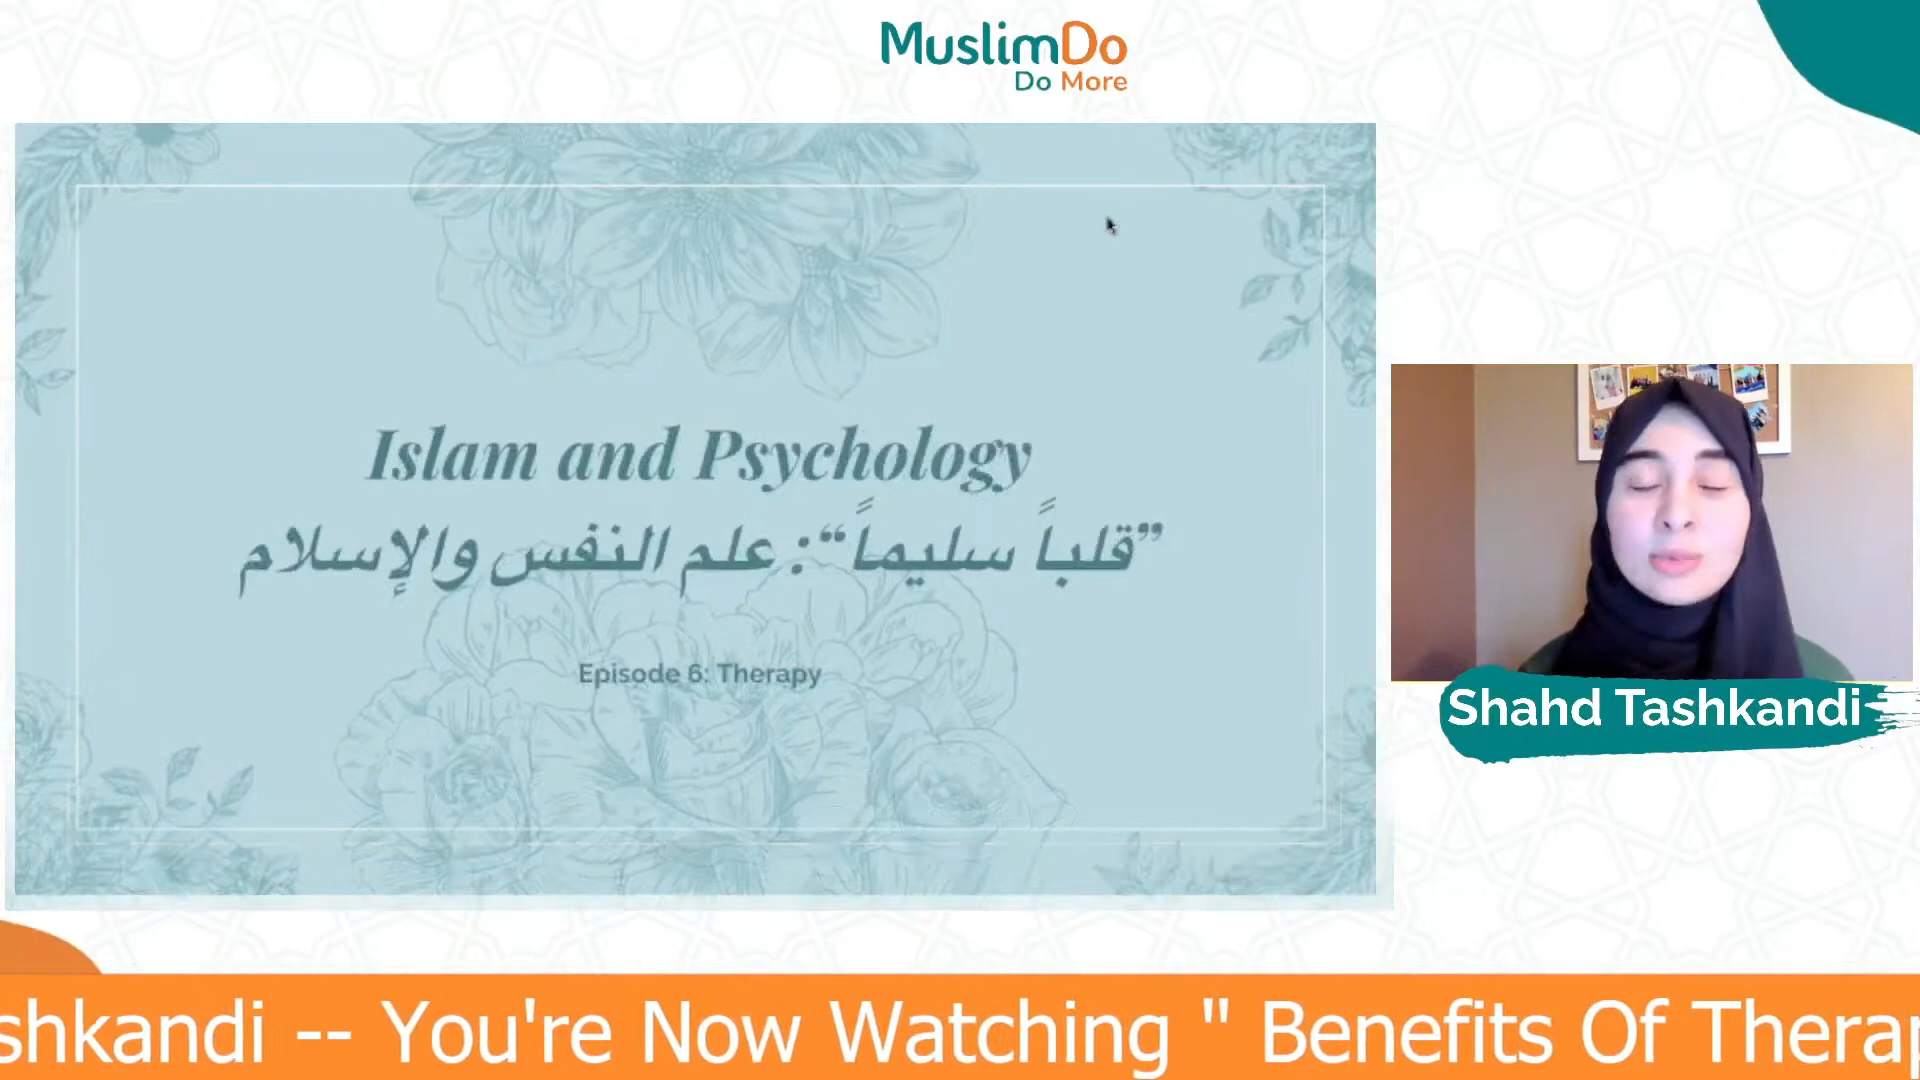 MuslimDo
Do More
Islam and Psychology
”قلباً سليماً“: علم النفس والإسلام
Episode 6: Therapy
Shahd Tashkandi
shkandi -- You're Now Watching " Benefits Of Therap